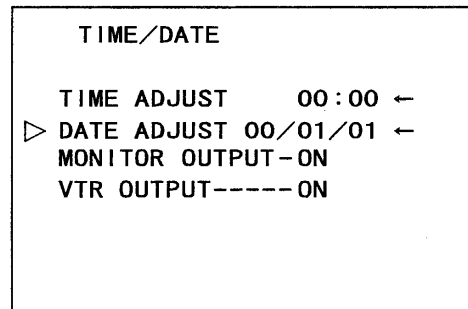 TIME/DATE
TIME ADJUST 00:00 ←
▷ DATE ADJUST 00/01/01 ←
MONITOR OUTPUT-ON
VTR OUTPUT-----ON